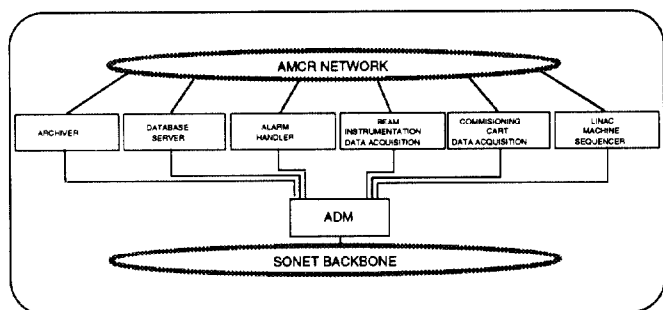 AMCR NETWORK
ARCHIVER
DATABASE
SERVER
ALARM
HANDLER
BEAM
INSTRUMENTATION
DATA ACQUISITION
COMMISIONING
CART
DATA ACQUISITION
LINAC
MACHINE
SEQUENCER
ADM
SONET BACKBONE